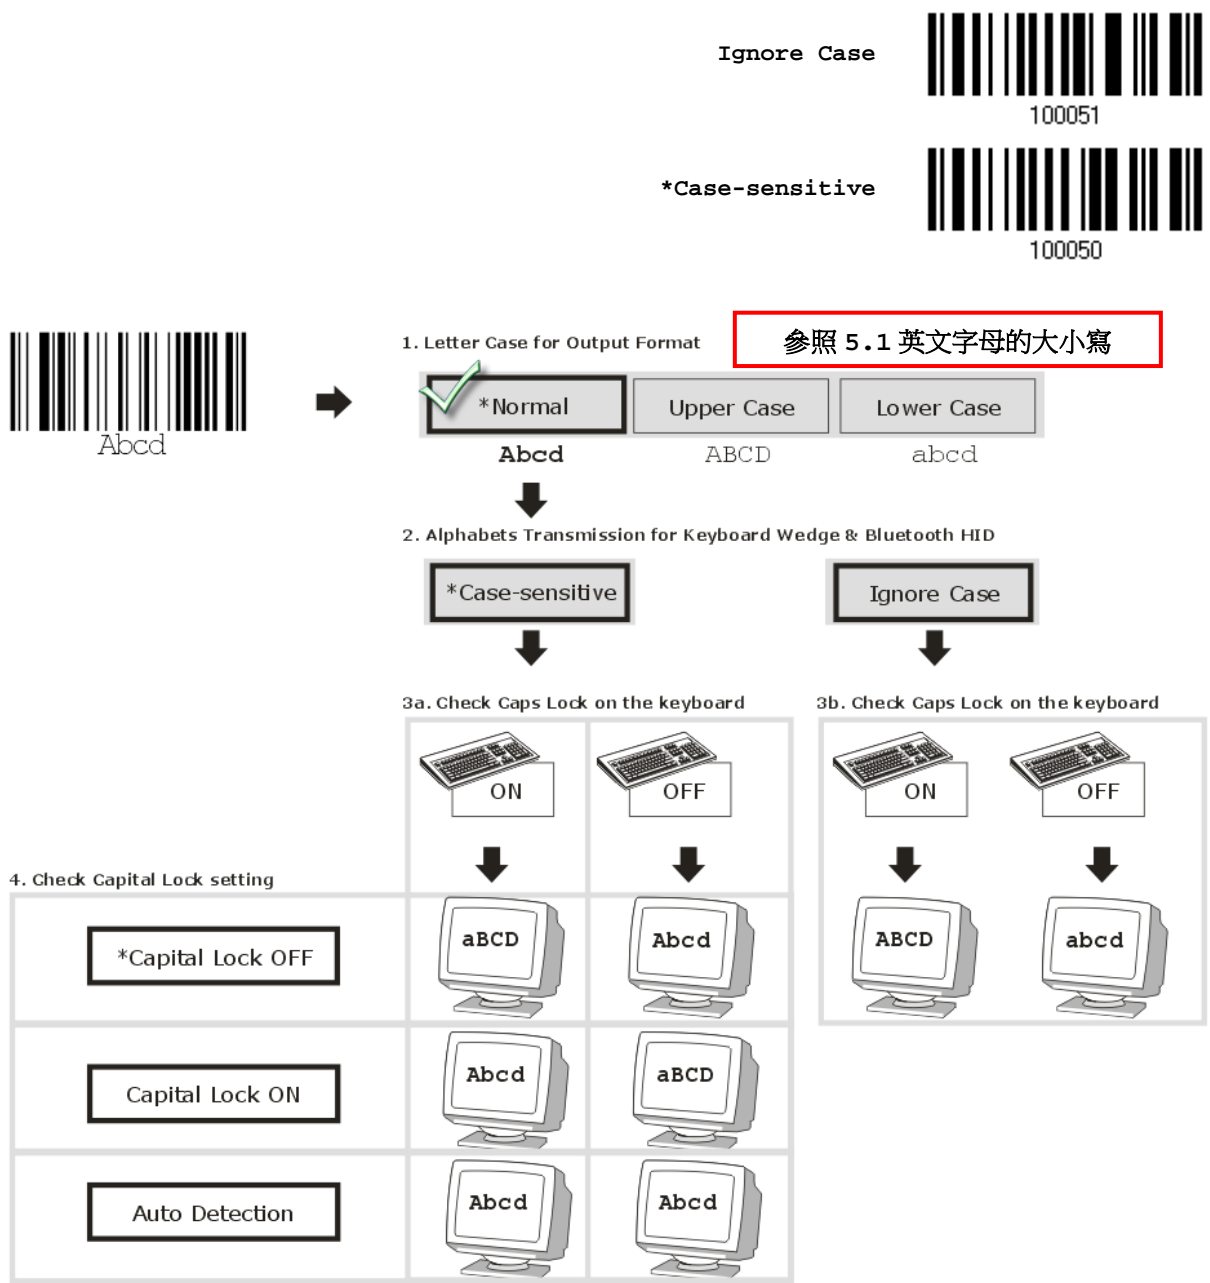 Ignore Case
100051
*Case-sensitive
100050
Abcd
1. Letter Case for Output Format
參照 5.1 英文字母的大小寫
*Normal
Upper Case
Lower Case
Abcd
ABCD
abcd
2. Alphabets Transmission for Keyboard Wedge & Bluetooth HID
*Case-sensitive
Ignore Case
3a. Check Caps Lock on the keyboard
3b. Check Caps Lock on the keyboard
ON
OFF
ON
OFF
4. Check Capital Lock setting
*Capital Lock OFF
aBCD
Abcd
ABCD
abcd
Capital Lock ON
Abcd
aBCD
Auto Detection
Abcd
Abcd